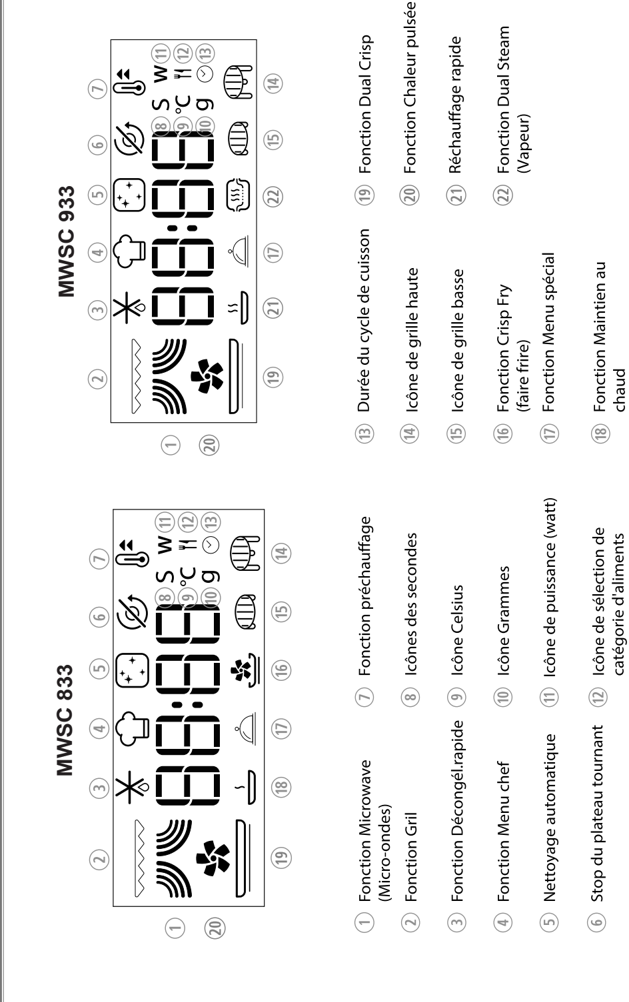 MWSC 833
2 3 4 5 6 7
1
20
88:88
8 S W 11
9 °C 12
10 g 13
19 18 17 16 15 14
MWSC 933
2 3 4 5 6 7
1
20
88:88
8 S W 11
9 °C 12
10 g 13
19 21 17 22 15 14
1 Fonction Microwave
(Micro-ondes)
2 Fonction Gril
3 Fonction Décongél.rapide
4 Fonction Menu chef
5 Nettoyage automatique
6 Stop du plateau tournant
7 Fonction préchauffage
8 Icônes des secondes
9 Icône Celsius
10 Icône Grammes
11 Icône de puissance (watt)
12 Icône de sélection de
catégorie d'aliments
13 Durée du cycle de cuisson
14 Icône de grille haute
15 Icône de grille basse
16 Fonction Crisp Fry
(faire frire)
17 Fonction Menu spécial
18 Fonction Maintien au
chaud
19 Fonction Dual Crisp
20 Fonction Chaleur pulsée
21 Réchauffage rapide
22 Fonction Dual Steam
(Vapeur)